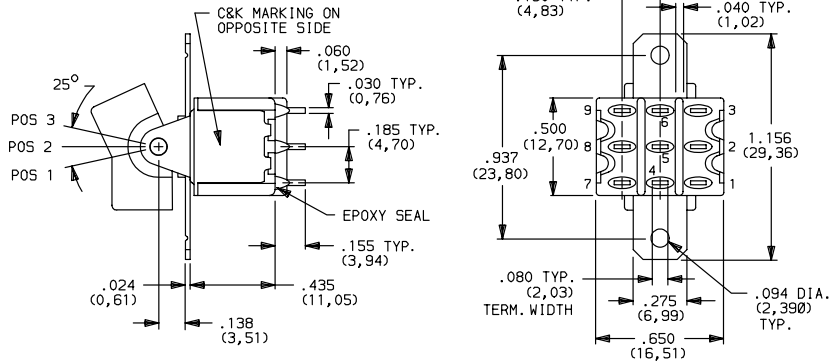 C&K MARKING ON
OPPOSITE SIDE
.060
(1,52)
.030 TYP.
(0,76)
25°
POS 3
POS 2
POS 1
.185 TYP.
(4,70)
EPOXY SEAL
.155 TYP.
(3,94)
.024
(0,61)
.435
(11,05)
.138
(3,51)
(4,83)
.040 TYP.
(1,02)
9
6
3
.500
(12,70)
8
5
2
1.156
(29,36)
.937
(23,80)
7
4
1
.080 TYP.
(2,03)
TERM. WIDTH
.275
(6,99)
.094 DIA.
(2,39Ø)
TYP.
.650
(16,51)